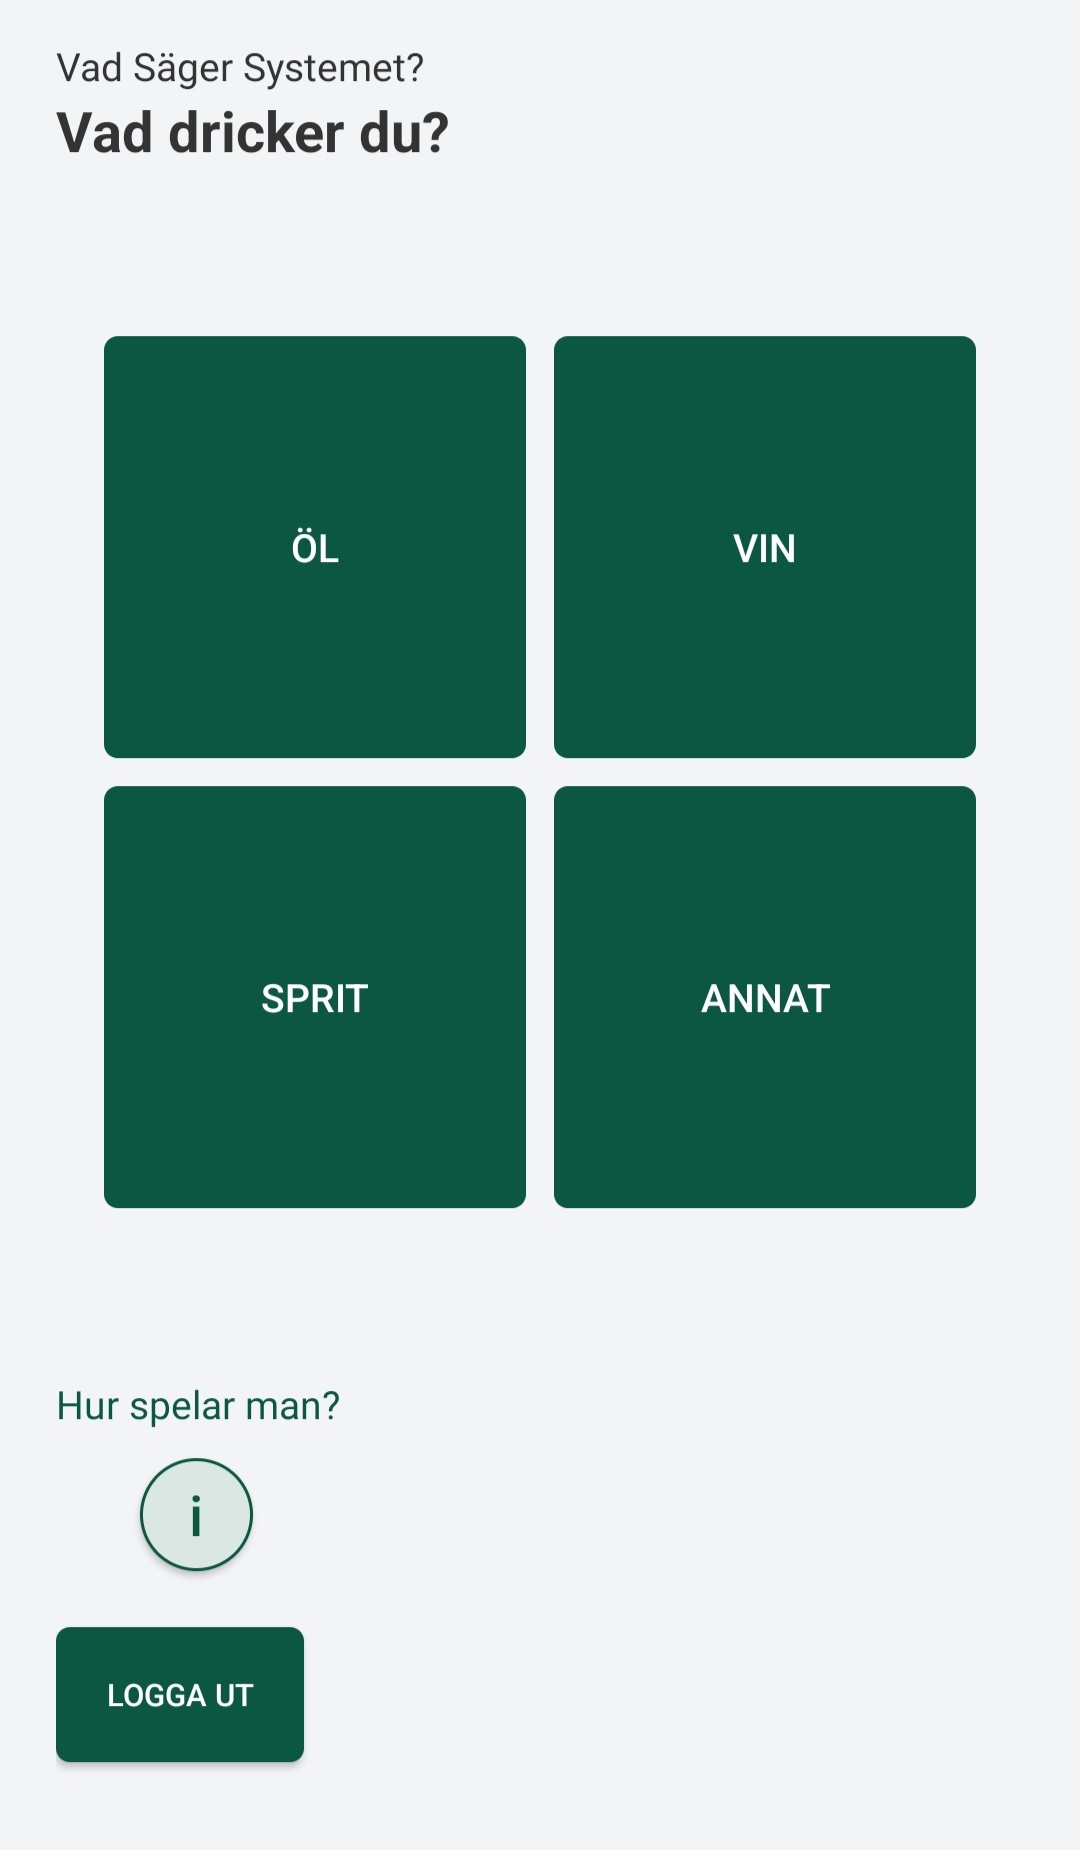 Vad Säger Systemet?
Vad dricker du?
ÖL
VIN
SPRIT
ANNAT
Hur spelar man?
i
LOGGA UT